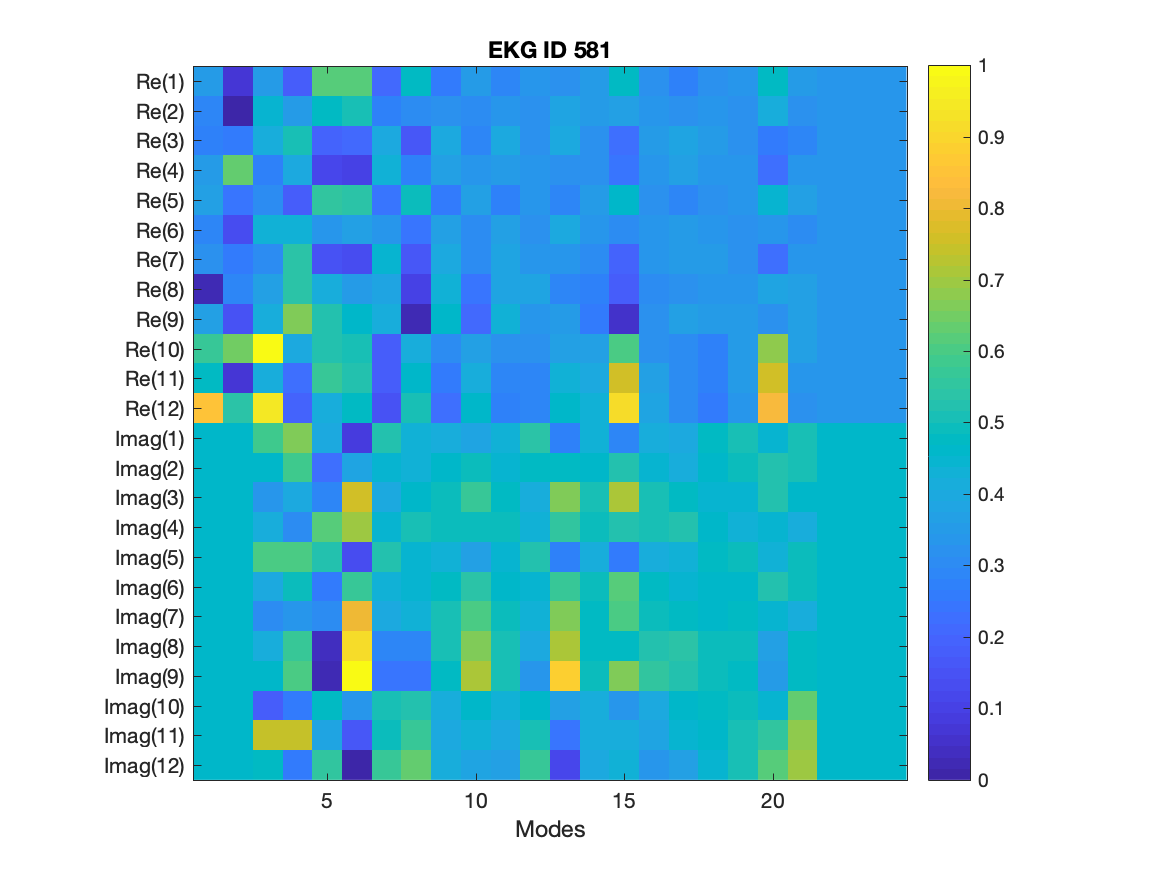 EKG ID 581
Re(1)
Re(2)
Re(3)
Re(4)
Re(5)
Re(6)
Re(7)
Re(8)
Re(9)
Re(10)
Re(11)
Re(12)
Imag(1)
Imag(2)
Imag(3)
Imag(4)
Imag(5)
Imag(6)
Imag(7)
Imag(8)
Imag(9)
Imag(10)
Imag(11)
Imag(12)
5 10 15 20
Modes
1
0.9
0.8
0.7
0.6
0.5
0.4
0.3
0.2
0.1
0